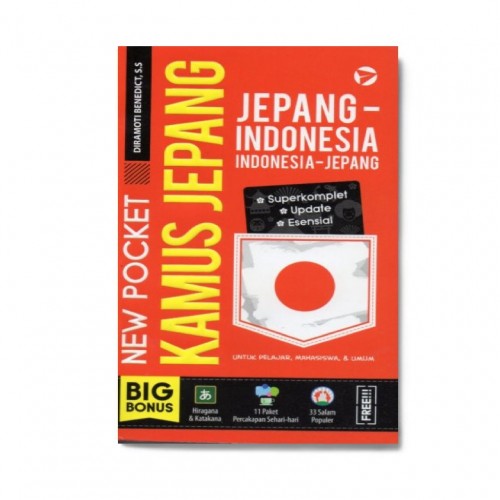 DIRAMOTI BENEDICT, S.S
NEW POCKET
KAMUS JEPANG
JEPANG –
INDONESIA
INDONESIA–JEPANG
Superkomplet
Update
Esensial
UNTUK PELAJAR, MAHASISWA, & UMUM
BIG
BONUS
あ
Hiragana
& Katakana
11 Paket
Percakapan Sehari-hari
33 Salam
Populer
FREE!!!